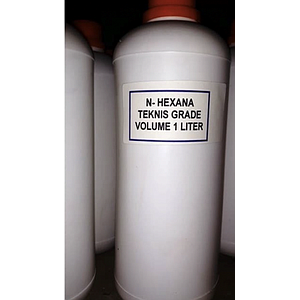 N- HEXANA
TEKNIS GRADE
VOLUME 1 LITER